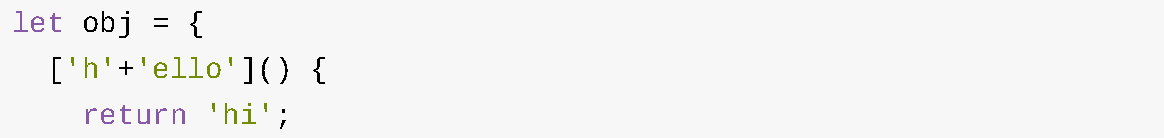 let obj = {
  ['h'+'ello']() {
    return 'hi';